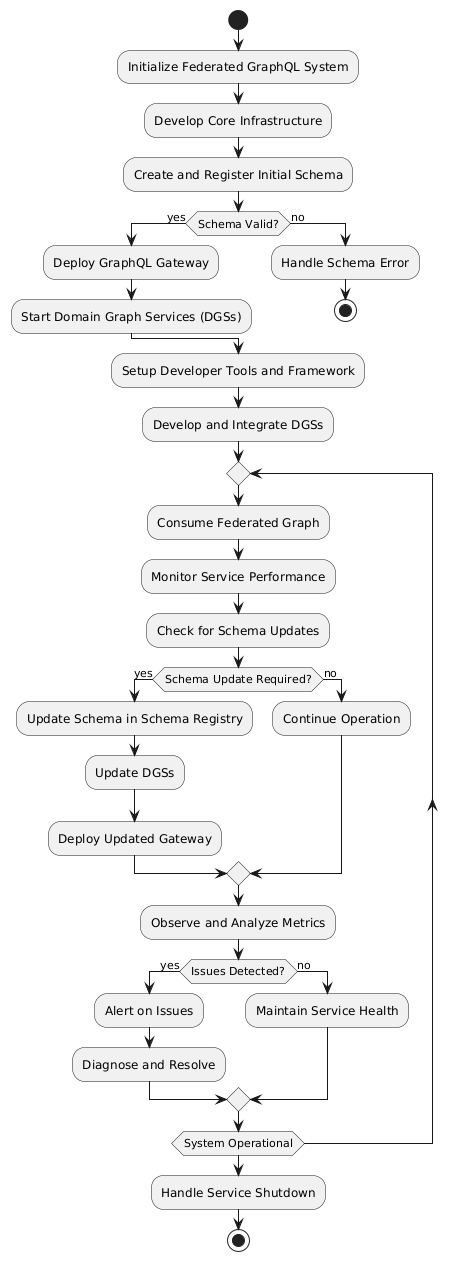 Initialize Federated GraphQL System
Develop Core Infrastructure
Create and Register Initial Schema
yes
Schema Valid?
no
Deploy GraphQL Gateway
Handle Schema Error
Start Domain Graph Services (DGSs)
Setup Developer Tools and Framework
Develop and Integrate DGSs
Consume Federated Graph
Monitor Service Performance
Check for Schema Updates
yes
Schema Update Required?
no
Update Schema in Schema Registry
Continue Operation
Update DGSs
Deploy Updated Gateway
Observe and Analyze Metrics
yes
Issues Detected?
no
Alert on Issues
Maintain Service Health
Diagnose and Resolve
System Operational
Handle Service Shutdown